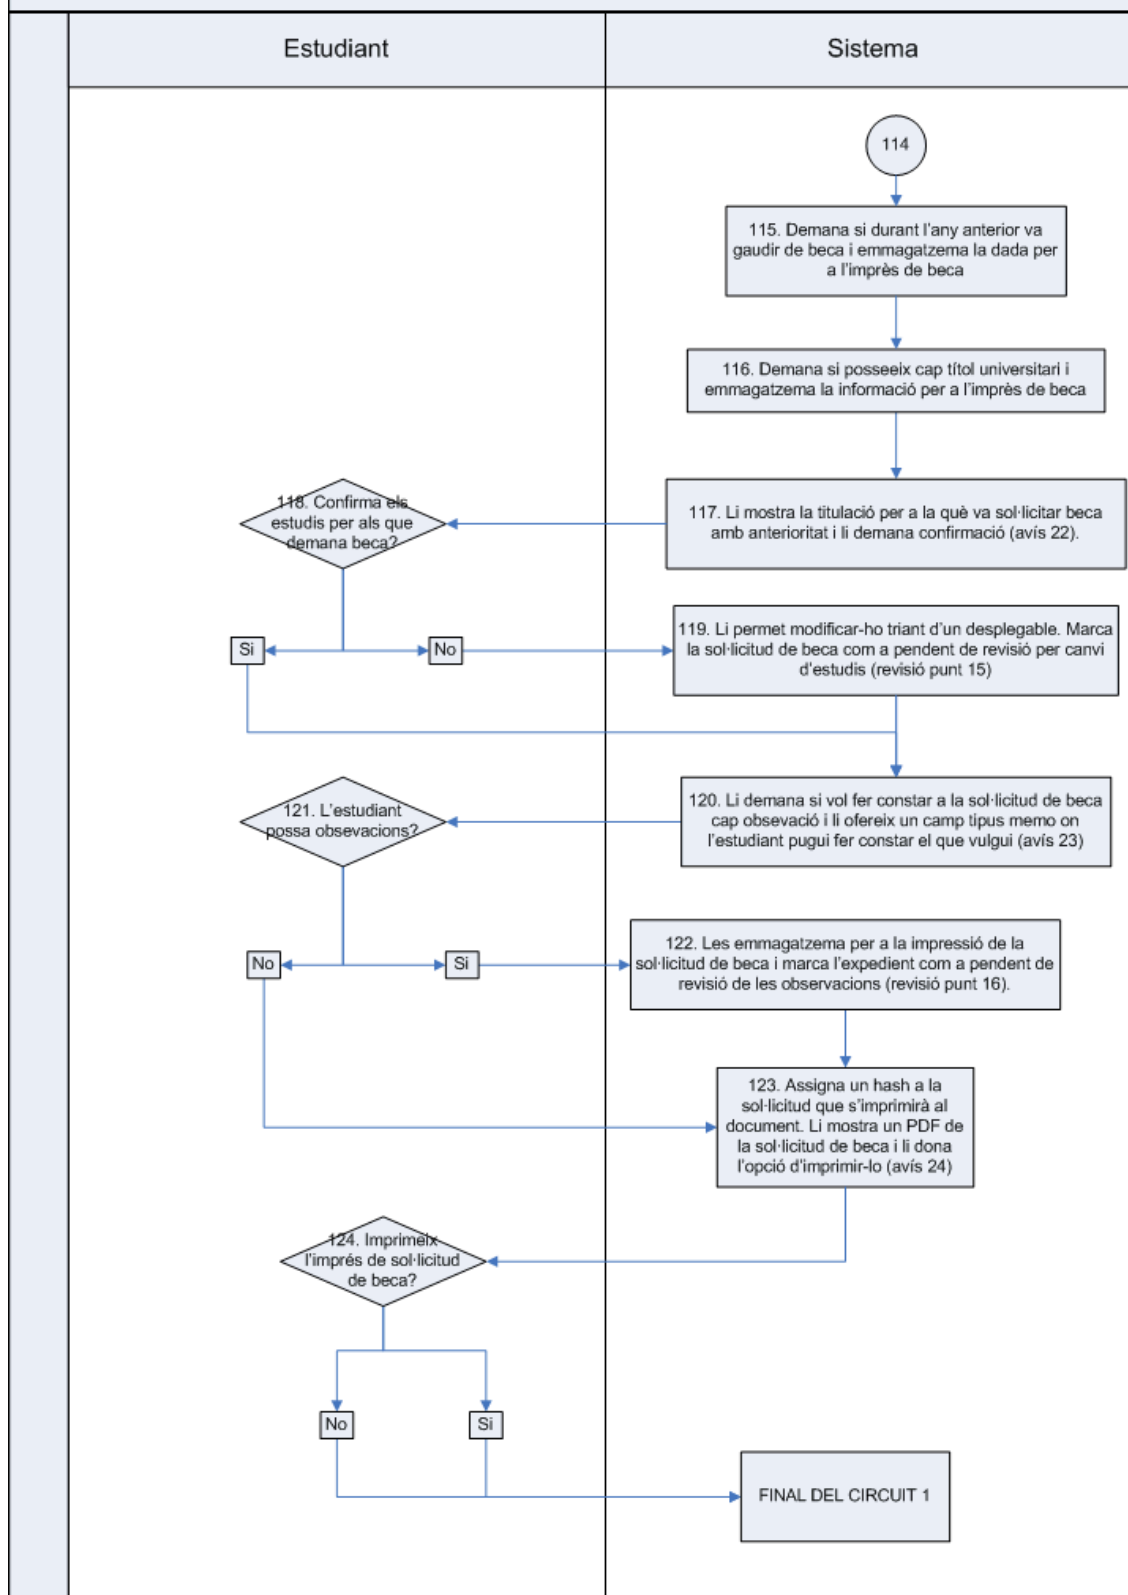 Estudiant
Sistema
114
115. Demana si durant l'any anterior va
gaudir de beca i emmagatzema la dada per
a l'imprès de beca
116. Demana si posseeix cap títol universitari i
emmagatzema la informació per a l'imprès de beca
117. Li mostra la titulació per a la què va sol·licitar beca
amb anterioritat i li demana confirmació (avís 22).
118. Confirma els
estudis per als que
demana beca?
Si
No
119. Li permet modificar-ho triant d'un desplegable. Marca
la sol·licitud de beca com a pendent de revisió per canvi
d'estudis (revisió punt 15)
120. Li demana si vol fer constar a la sol·licitud de beca
cap obsevació i li ofereix un camp tipus memo on
l'estudiant pugui fer constar el que vulgui (avís 23)
121. L'estudiant
possa obsevacions?
No
Si
122. Les emmagatzema per a la impressió de la
sol·licitud de beca i marca l'expedient com a pendent de
revisió de les observacions (revisió punt 16).
123. Assigna un hash a la
sol·licitud que s'imprimirà al
document. Li mostra un PDF de
la sol·licitud de beca i li dona
l'opció d'imprimir-lo (avís 24)
124. Imprimeix
l'imprés de sol·licitud
de beca?
No
Si
FINAL DEL CIRCUIT 1